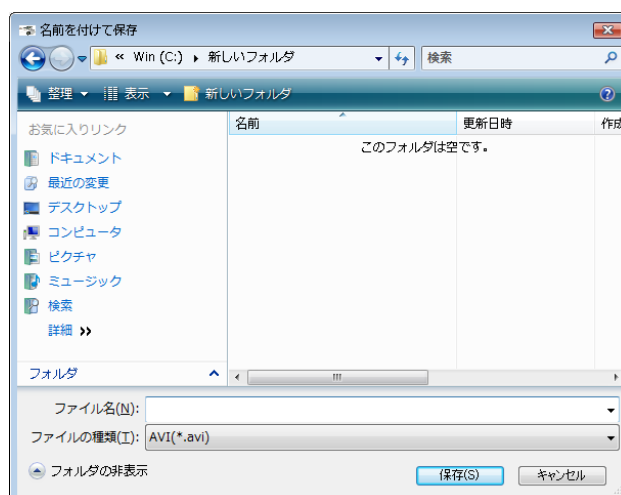 名前を付けて保存
« Win (C:) ▸ 新しいフォルダ 検索
整理 表示 新しいフォルダ
お気に入りリンク
名前 更新日時 作成
このフォルダは空です。
ドキュメント
最近の変更
デスクトップ
コンピュータ
ピクチャ
ミュージック
検索
詳細 »
フォルダ
ファイル名(N):
ファイルの種類(T): AVI(*.avi)
フォルダの非表示 保存(S) キャンセル